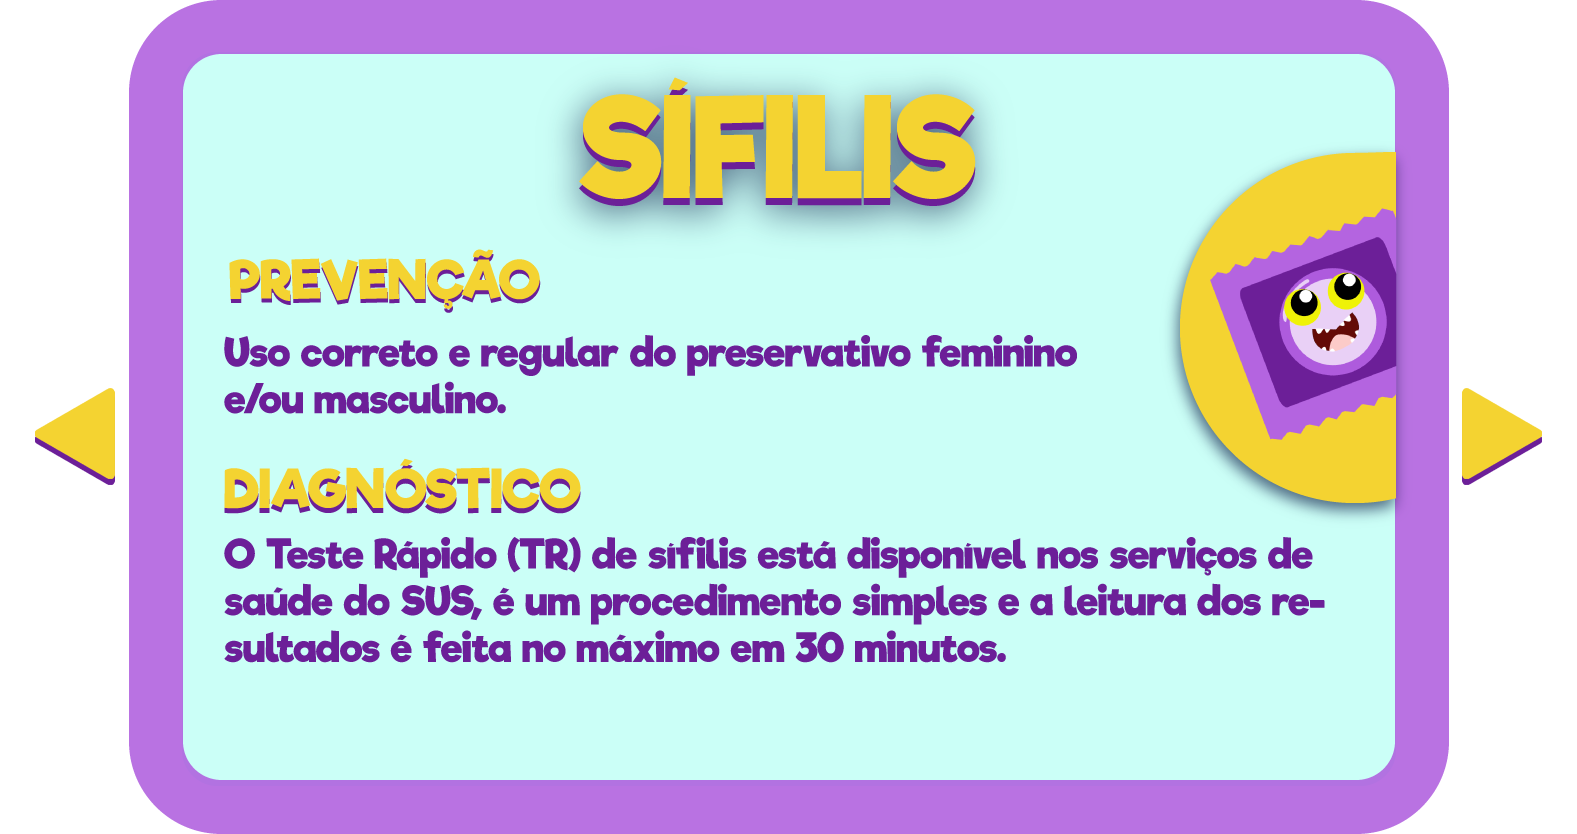 SÍFILIS
PREVENÇÃO
Uso correto e regular do preservativo feminino
e/ou masculino.
DIAGNÓSTICO
O Teste Rápido (TR) de sífilis está disponível nos serviços de
saúde do SUS, é um procedimento simples e a leitura dos re-
sultados é feita no máximo em 30 minutos.